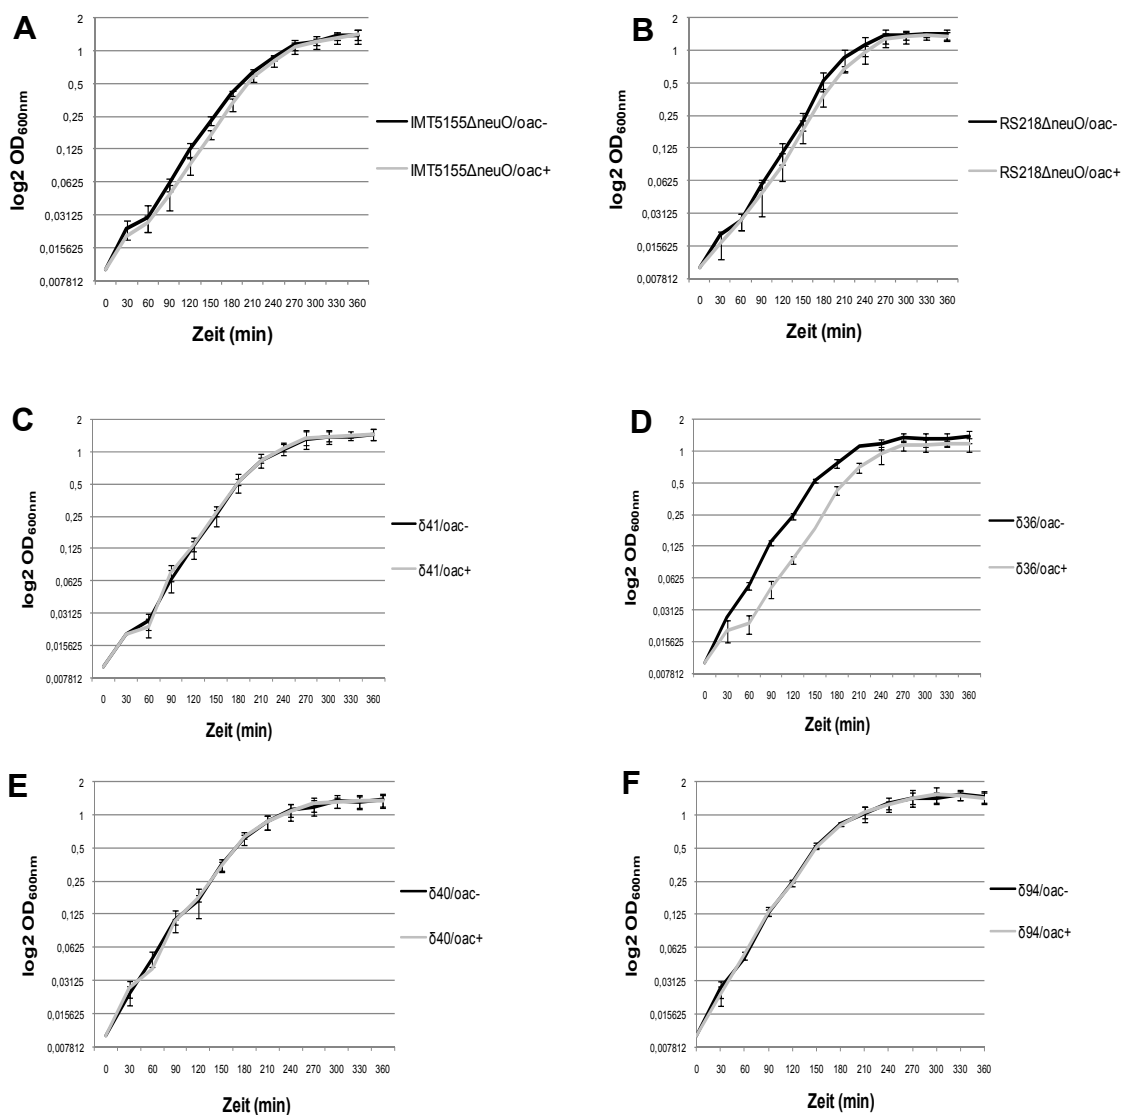 A
log2 OD600nm
2
1
0,5
0,25
0,125
0,0625
0,03125
0,015625
0,007812
0 30 60 90 120 150 180 210 240 270 300 330 360
Zeit (min)
IMT5155ΔneuO/oac-
IMT5155ΔneuO/oac+
B
log2 OD600nm
2
1
0,5
0,25
0,125
0,0625
0,03125
0,015625
0,007812
0 30 60 90 120 150 180 210 240 270 300 330 360
Zeit (min)
RS218ΔneuO/oac-
RS218ΔneuO/oac+
C
log2 OD600nm
2
1
0,5
0,25
0,125
0,0625
0,03125
0,015625
0,007812
0 30 60 90 120 150 180 210 240 270 300 330 360
Zeit (min)
δ41/oac-
δ41/oac+
D
log2 OD600nm
2
1
0,5
0,25
0,125
0,0625
0,03125
0,015625
0,007812
0 30 60 90 120 150 180 210 240 270 300 330 360
Zeit (min)
δ36/oac-
δ36/oac+
E
log2 OD600nm
2
1
0,5
0,25
0,125
0,0625
0,03125
0,015625
0,007812
0 30 60 90 120 150 180 210 240 270 300 330 360
Zeit (min)
δ40/oac-
δ40/oac+
F
log2 OD600nm
2
1
0,5
0,25
0,125
0,0625
0,03125
0,015625
0,007812
0 30 60 90 120 150 180 210 240 270 300 330 360
Zeit (min)
δ94/oac-
δ94/oac+